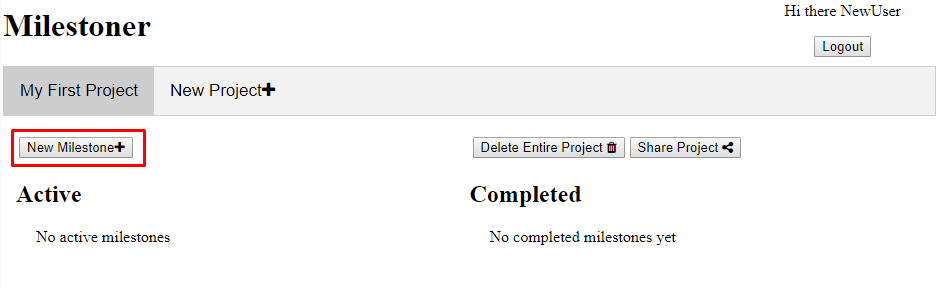 Milestoner
Hi there NewUser
Logout
My First Project
New Project
New Milestone
Delete Entire Project
Share Project
Active
Completed
No active milestones
No completed milestones yet